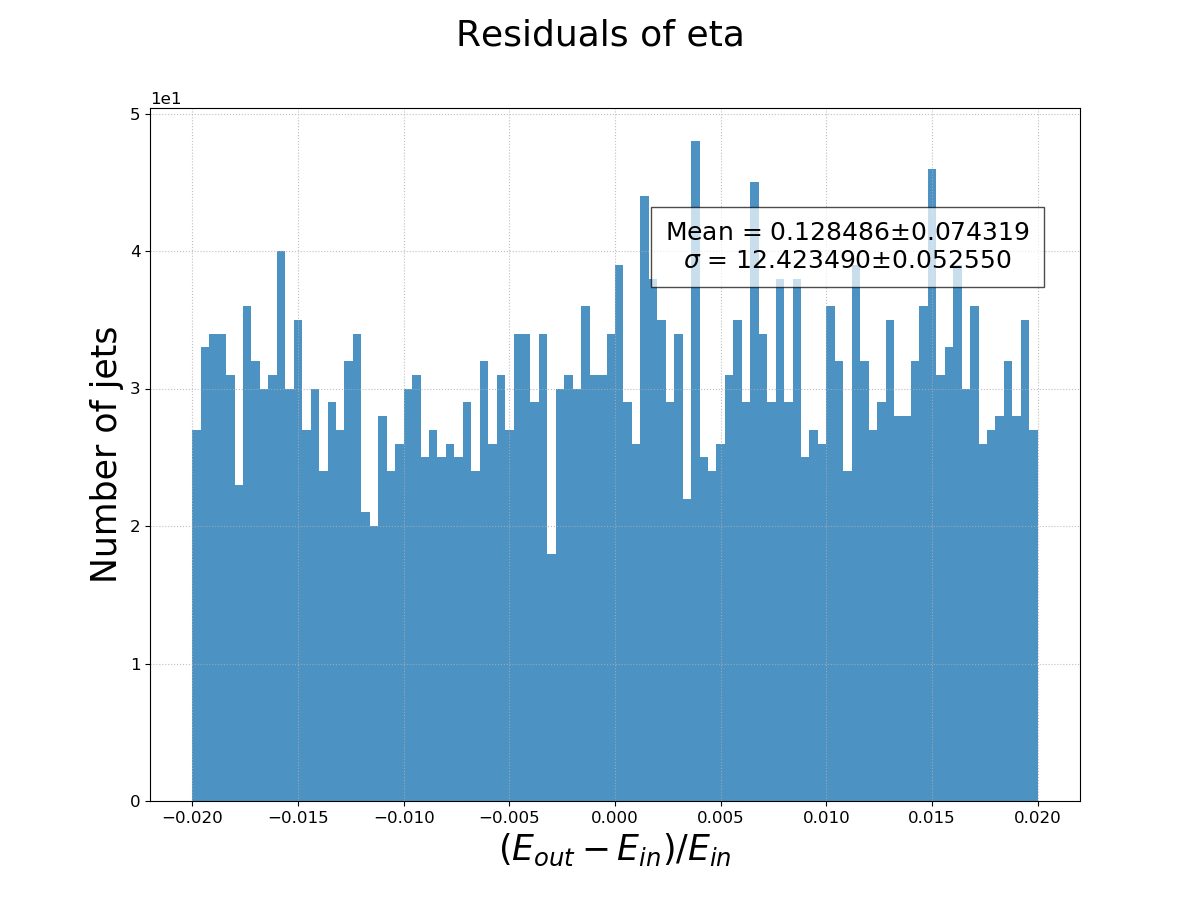 Residuals of eta
1e1
5
4
3
2
1
0
Number of jets
Mean = 0.128486±0.074319
σ = 12.423490±0.052550
−0.020 −0.015 −0.010 −0.005 0.000 0.005 0.010 0.015 0.020
(E_{out} − E_{in})/E_{in}